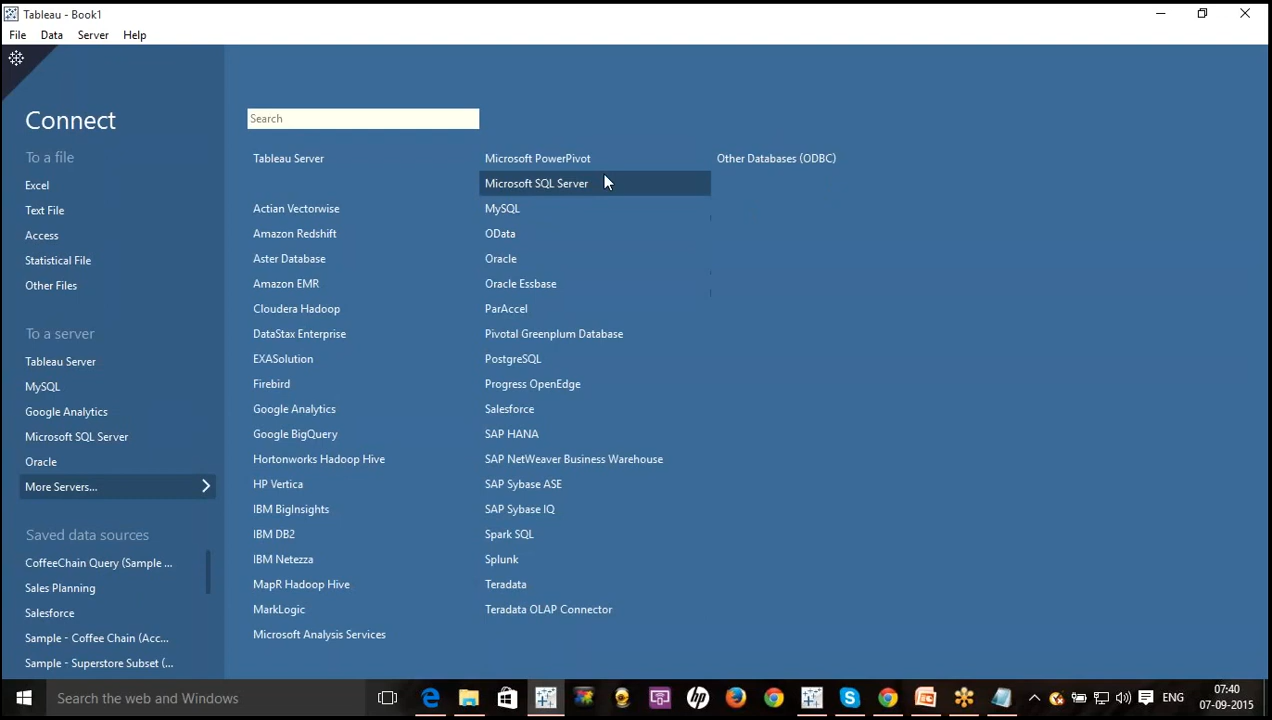 Tableau - Book1
File Data Server Help
Connect
To a file
Excel
Text File
Access
Statistical File
Other Files
To a server
Tableau Server
MySQL
Google Analytics
Microsoft SQL Server
Oracle
More Servers...
Saved data sources
CoffeeChain Query (Sample ...
Sales Planning
Salesforce
Sample - Coffee Chain (Acc...
Sample - Superstore Subset (...
Search
Tableau Server
Actian Vectorwise
Amazon Redshift
Aster Database
Amazon EMR
Cloudera Hadoop
DataStax Enterprise
EXASolution
Firebird
Google Analytics
Google BigQuery
Hortonworks Hadoop Hive
HP Vertica
IBM BigInsights
IBM DB2
IBM Netezza
MapR Hadoop Hive
MarkLogic
Microsoft Analysis Services
Microsoft PowerPivot
Microsoft SQL Server
MySQL
OData
Oracle
Oracle Essbase
ParAccel
Pivotal Greenplum Database
PostgreSQL
Progress OpenEdge
Salesforce
SAP HANA
SAP NetWeaver Business Warehouse
SAP Sybase ASE
SAP Sybase IQ
Spark SQL
Splunk
Teradata
Teradata OLAP Connector
Other Databases (ODBC)
Search the web and Windows
ENG
07:40
07-09-2015